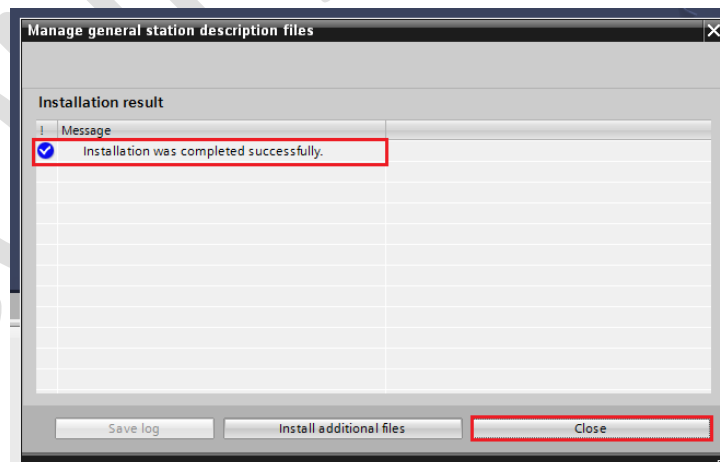 Manage general station description files
Installation result
! Message
Installation was completed successfully.
Save log Install additional files Close